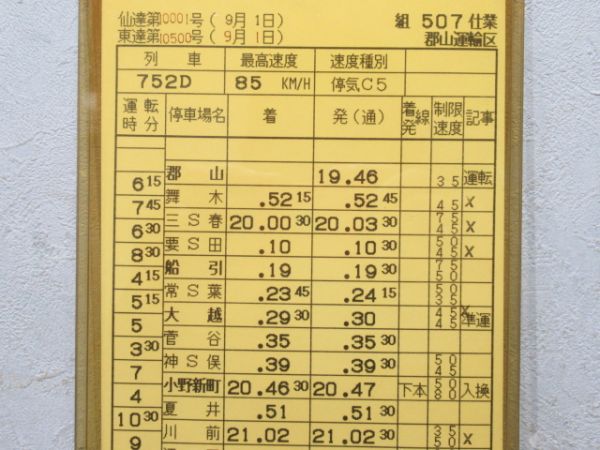 仙達第10001号(9月1日)
東達第10500号(9月1日)
組 507仕業
郡山運輸区
列車 最高速度 速度種別
752D 85 KM/H 停気C5
運転時分 停車場名 着 発(通) 着発線 制限速度 記事
郡山 19.46 35 運転
6 15
舞木 .52 15 .52 45 45 X
7 45
三S春 20.00 30 20.03 30 75 45
6 30
要S田 .10 .10 30 50 45 X
8 30
船引 .19 .19 30 75 50
4 15
常S葉 .23 45 .24 15 50 35
5 15
大越 .29 30 .30 45 45 X 準運
5
菅谷 .35 .35 30
3 30
神S俣 .39 .39 30 50 45
7
小野新町 20.46 30 20.47 下本 50 80 入換
4
夏井 .51 .51 30
10 30
川前 21.02 21.02 30 35 50 X
9